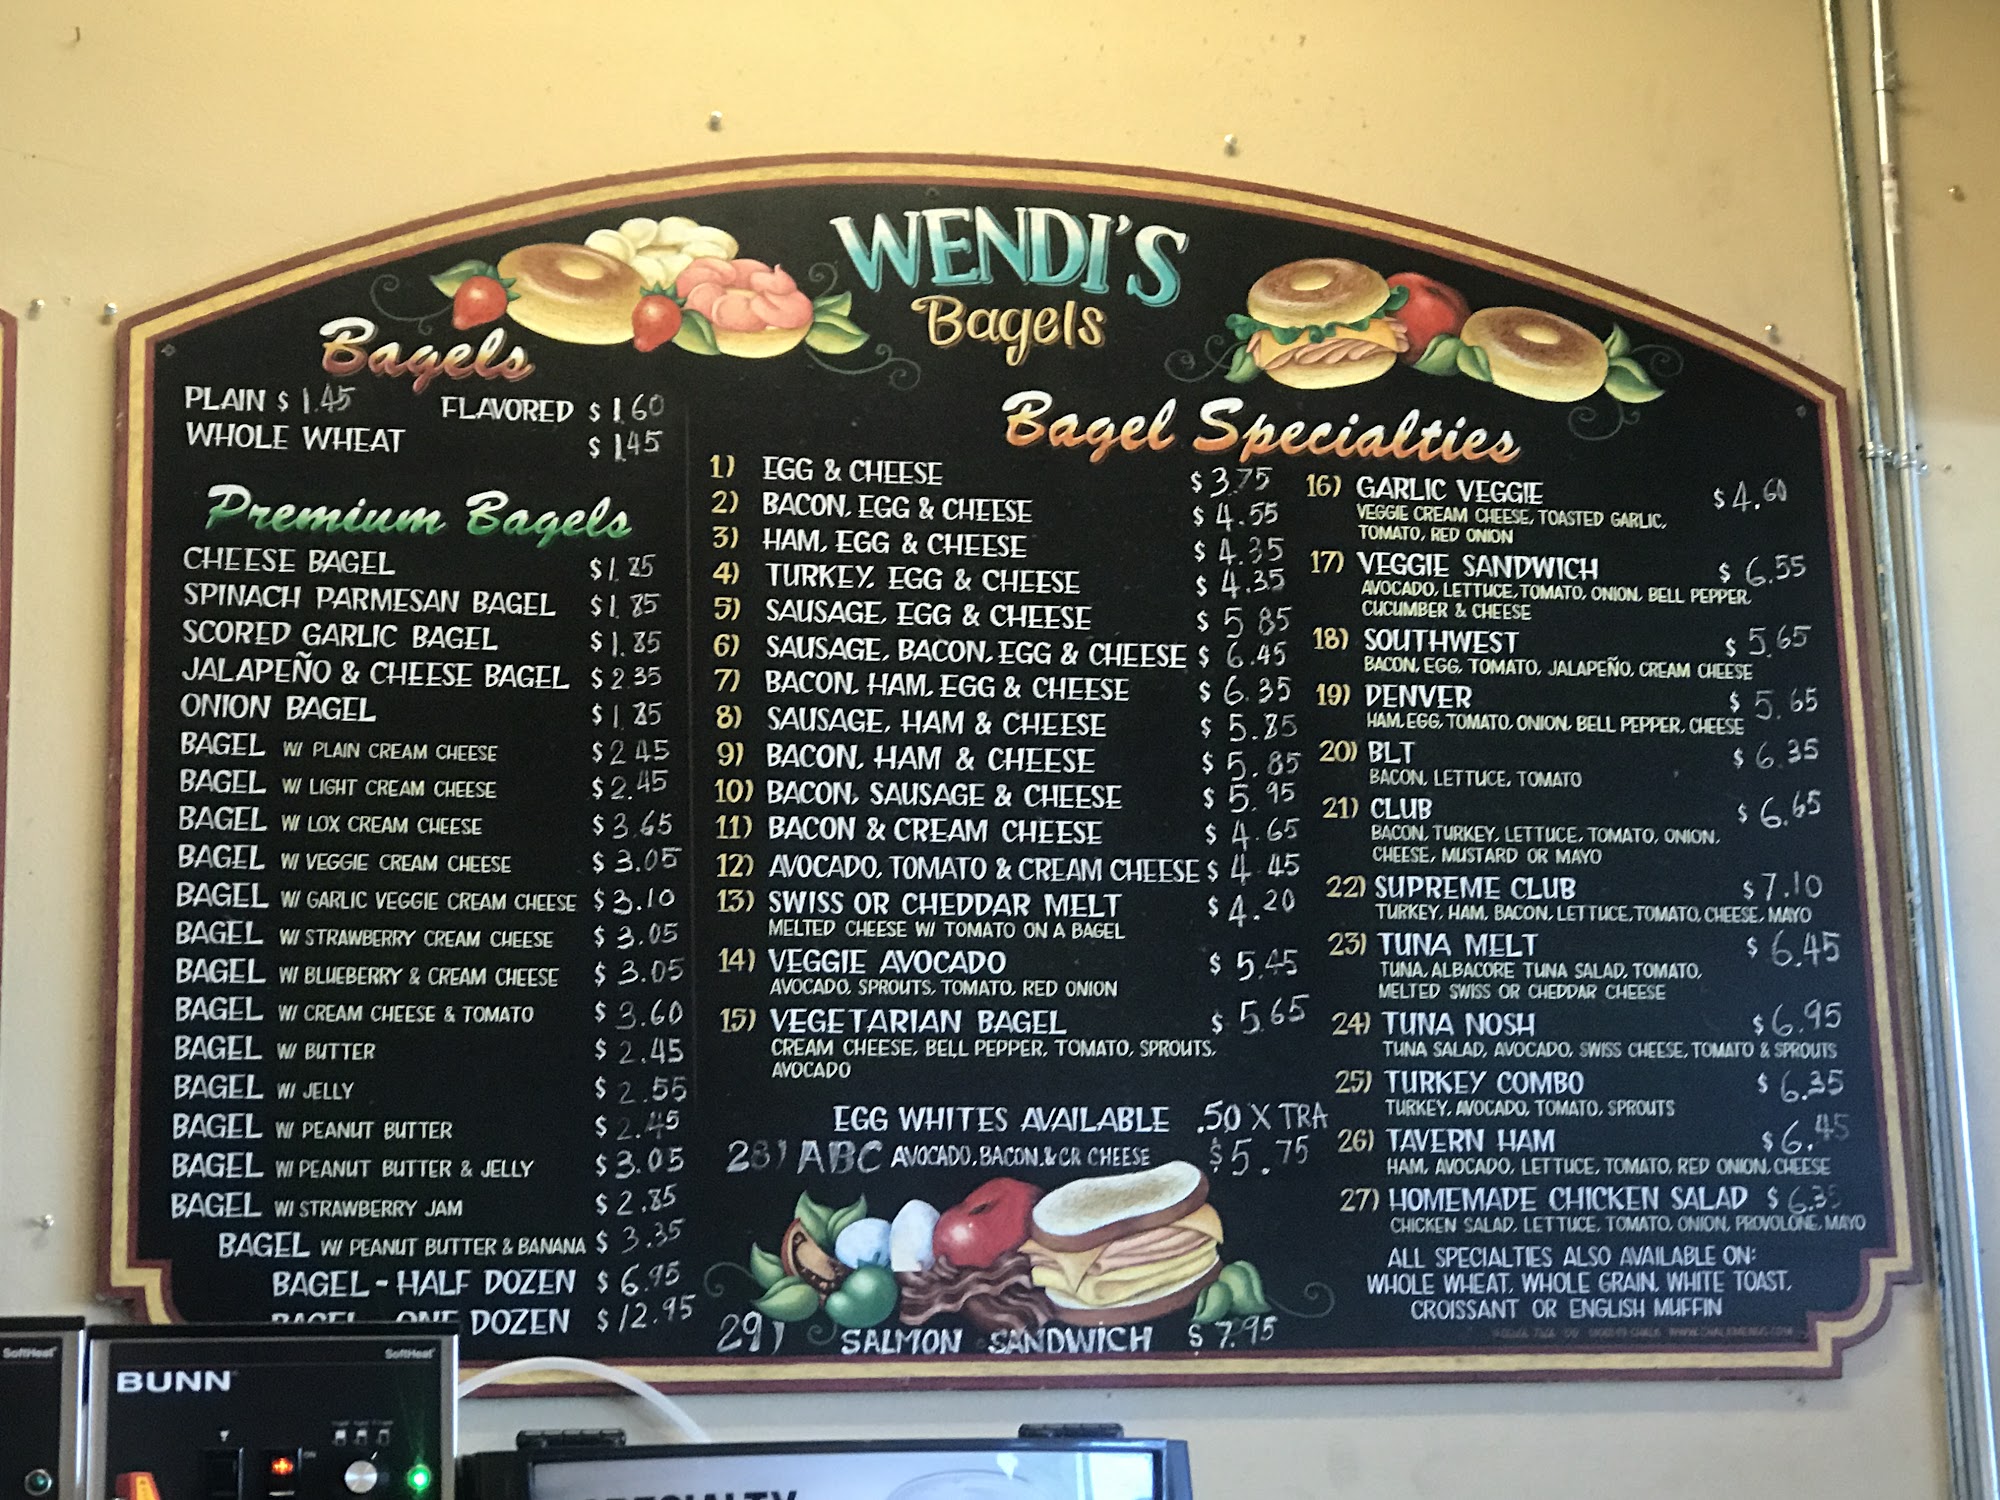 WENDI'S
Bagels
Bagels
PLAIN $ 1.45 FLAVORED $ 1.60
WHOLE WHEAT $ 1.45
Premium Bagels
CHEESE BAGEL $ 1.85
SPINACH PARMESAN BAGEL $ 1.85
SCORED GARLIC BAGEL $ 1.85
JALAPEÑO & CHEESE BAGEL $ 2.35
ONION BAGEL $ 1.85
BAGEL W/ PLAIN CREAM CHEESE $ 2.45
BAGEL W/ LIGHT CREAM CHEESE $ 2.45
BAGEL W/ LOX CREAM CHEESE $ 3.65
BAGEL W/ VEGGIE CREAM CHEESE $ 3.05
BAGEL W/ GARLIC VEGGIE CREAM CHEESE $ 3.10
BAGEL W/ STRAWBERRY CREAM CHEESE $ 3.05
BAGEL W/ BLUEBERRY & CREAM CHEESE $ 3.05
BAGEL W/ CREAM CHEESE & TOMATO $ 3.60
BAGEL W/ BUTTER $ 2.45
BAGEL W/ JELLY $ 2.55
BAGEL W/ PEANUT BUTTER $ 2.45
BAGEL W/ PEANUT BUTTER & JELLY $ 3.05
BAGEL W/ STRAWBERRY JAM $ 2.85
BAGEL W/ PEANUT BUTTER & BANANA $ 3.35
BAGEL - HALF DOZEN $ 6.95
BAGEL - ONE DOZEN $ 12.95
Bagel Specialties
1) EGG & CHEESE $ 3.75
2) BACON, EGG & CHEESE $ 4.55
3) HAM, EGG & CHEESE $ 4.35
4) TURKEY, EGG & CHEESE $ 4.35
5) SAUSAGE, EGG & CHEESE $ 5.85
6) SAUSAGE, BACON, EGG & CHEESE $ 6.45
7) BACON, HAM, EGG & CHEESE $ 6.35
8) SAUSAGE, HAM & CHEESE $ 5.85
9) BACON, HAM & CHEESE $ 5.85
10) BACON, SAUSAGE & CHEESE $ 5.95
11) BACON & CREAM CHEESE $ 4.65
12) AVOCADO, TOMATO & CREAM CHEESE $ 4.45
13) SWISS OR CHEDDAR MELT $ 4.20
MELTED CHEESE W/ TOMATO ON A BAGEL
14) VEGGIE AVOCADO $ 5.45
AVOCADO, SPROUTS, TOMATO, RED ONION
15) VEGETARIAN BAGEL $ 5.65
CREAM CHEESE, BELL PEPPER, TOMATO, SPROUTS,
AVOCADO
EGG WHITES AVAILABLE .50 X TRA
28) ABC AVOCADO, BACON, & CR CHEESE $ 5.75
29) SALMON SANDWICH $ 7.95
16) GARLIC VEGGIE $ 4.60
VEGGIE CREAM CHEESE, TOASTED GARLIC,
TOMATO, RED ONION
17) VEGGIE SANDWICH $ 6.55
AVOCADO, LETTUCE, TOMATO, ONION, BELL PEPPER,
CUCUMBER & CHEESE
18) SOUTHWEST $ 5.65
BACON, EGG, TOMATO, JALAPEÑO, CREAM CHEESE
19) DENVER $ 5.65
HAM, EGG, TOMATO, ONION, BELL PEPPER, CHEESE
20) BLT $ 6.35
BACON, LETTUCE, TOMATO
21) CLUB $ 6.65
BACON, TURKEY, LETTUCE, TOMATO, ONION,
CHEESE, MUSTARD OR MAYO
22) SUPREME CLUB $ 7.10
TURKEY, HAM, BACON, LETTUCE, TOMATO, CHEESE, MAYO
23) TUNA MELT $ 6.45
TUNA, ALBACORE TUNA SALAD, TOMATO,
MELTED SWISS OR CHEDDAR CHEESE
24) TUNA NOSH $ 6.95
TUNA SALAD, AVOCADO, SWISS CHEESE, TOMATO & SPROUTS
25) TURKEY COMBO $ 6.35
TURKEY, AVOCADO, TOMATO, SPROUTS
26) TAVERN HAM $ 6.45
HAM, AVOCADO, LETTUCE, TOMATO, RED ONION, CHEESE
27) HOMEMADE CHICKEN SALAD $ 6.35
CHICKEN SALAD, LETTUCE, TOMATO, ONION, PROVOLONE, MAYO
ALL SPECIALTIES ALSO AVAILABLE ON:
WHOLE WHEAT, WHOLE GRAIN, WHITE TOAST,
CROISSANT OR ENGLISH MUFFIN
SoftHeat
SoftHeat
BUNN
SPECIALTY